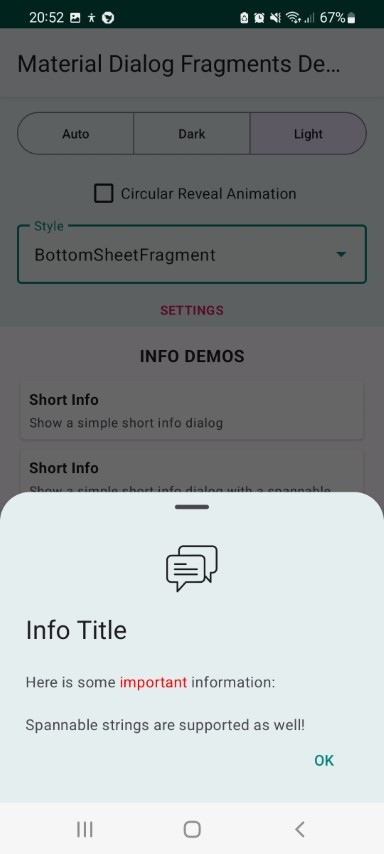 20:52 67%
Material Dialog Fragments De...
Auto Dark Light
Circular Reveal Animation
Style
BottomSheetFragment
SETTINGS
INFO DEMOS
Short Info
Show a simple short info dialog
Short Info
Show a simple short info dialog with a spannable
Info Title
Here is some important information:
Spannable strings are supported as well!
OK